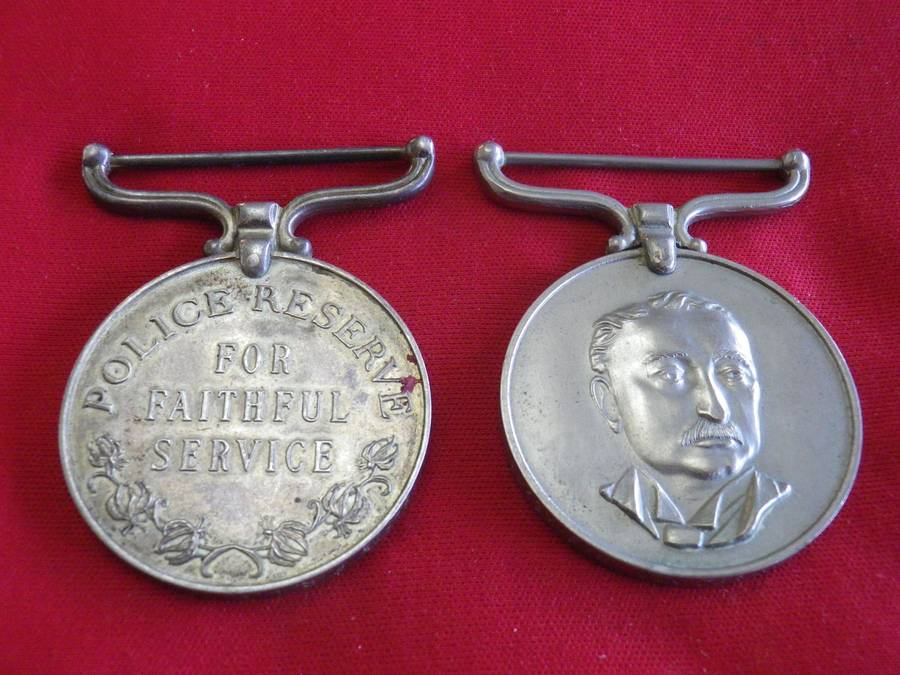 POLICE RESERVE
FOR
FAITHFUL
SERVICE